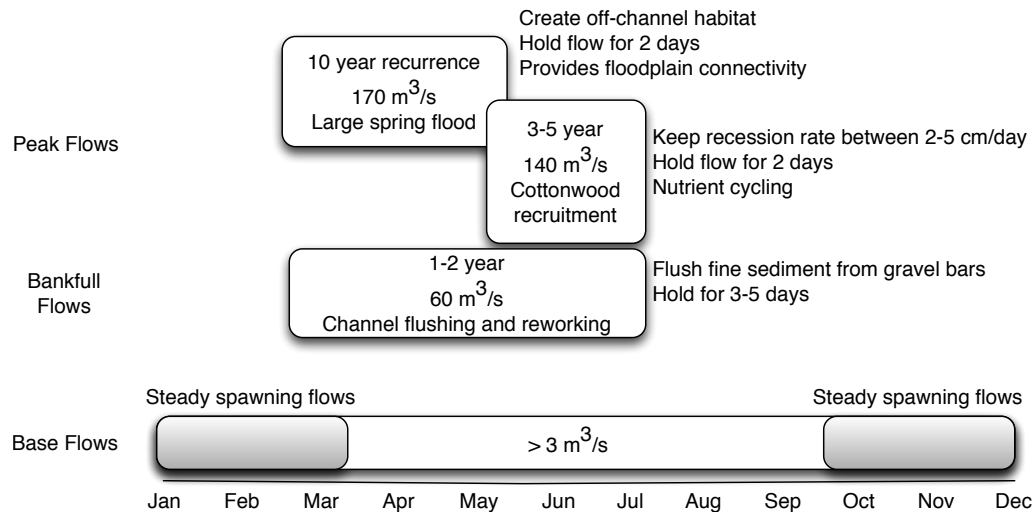 Create off-channel habitat
Hold flow for 2 days
Provides floodplain connectivity
10 year recurrence
170 m³/s
Large spring flood
Peak Flows
3-5 year
140 m³/s
Cottonwood
recruitment
Keep recession rate between 2-5 cm/day
Hold flow for 2 days
Nutrient cycling
Bankfull
Flows
1-2 year
60 m³/s
Channel flushing and reworking
Flush fine sediment from gravel bars
Hold for 3-5 days
Steady spawning flows
Steady spawning flows
Base Flows
> 3 m³/s
Jan Feb Mar Apr May Jun Jul Aug Sep Oct Nov Dec